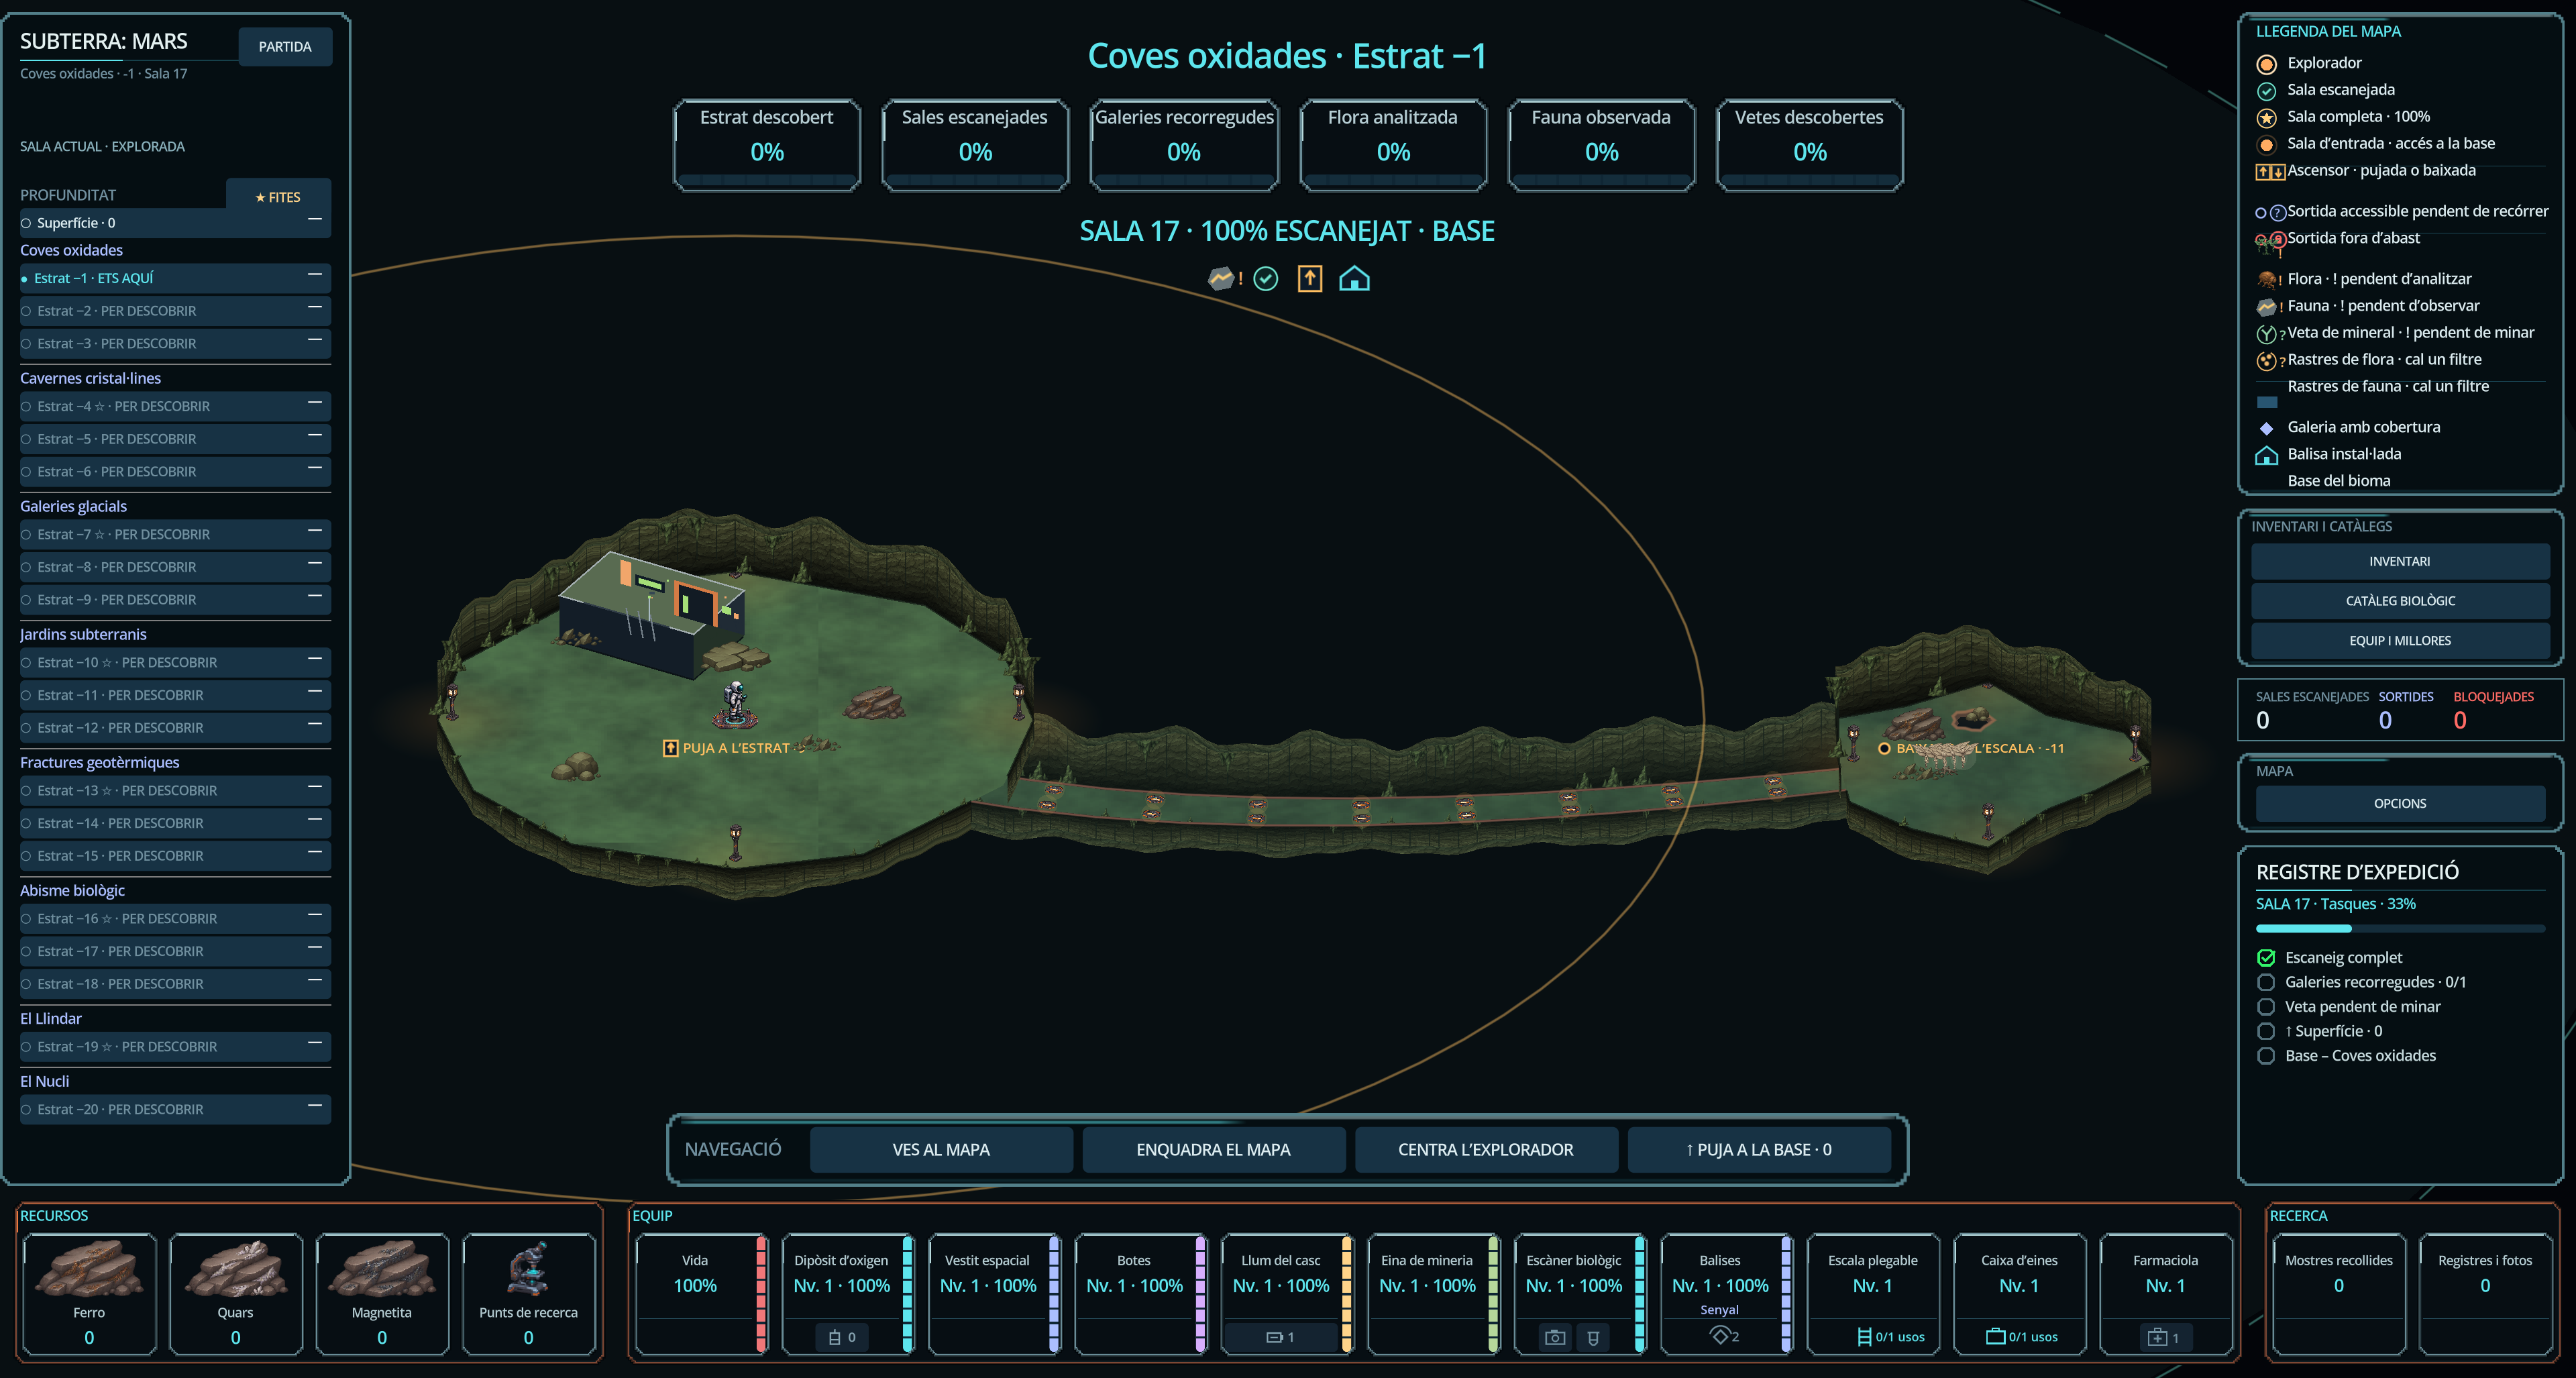 SUBTERRA: MARS
PARTIDA
Coves oxidades · -1 · Sala 17
SALA ACTUAL · EXPLORADA
PROFUNDITAT
★ FITES
Superfície · 0
Coves oxidades
Estrat −1 · ETS AQUÍ
Estrat −2 · PER DESCOBRIR
Estrat −3 · PER DESCOBRIR
Cavernes cristal·lines
Estrat −4 ☆ · PER DESCOBRIR
Estrat −5 · PER DESCOBRIR
Estrat −6 · PER DESCOBRIR
Galeries glacials
Estrat −7 ☆ · PER DESCOBRIR
Estrat −8 · PER DESCOBRIR
Estrat −9 · PER DESCOBRIR
Jardins subterranis
Estrat −10 ☆ · PER DESCOBRIR
Estrat −11 · PER DESCOBRIR
Estrat −12 · PER DESCOBRIR
Fractures geotèrmiques
Estrat −13 ☆ · PER DESCOBRIR
Estrat −14 · PER DESCOBRIR
Estrat −15 · PER DESCOBRIR
Abisme biològic
Estrat −16 ☆ · PER DESCOBRIR
Estrat −17 · PER DESCOBRIR
Estrat −18 · PER DESCOBRIR
El Llindar
Estrat −19 ☆ · PER DESCOBRIR
El Nucli
Estrat −20 · PER DESCOBRIR
Coves oxidades · Estrat −1
Estrat descobert
0%
Sales escanejades
0%
Galeries recorregudes
0%
Flora analitzada
0%
Fauna observada
0%
Vetes descobertes
0%
SALA 17 · 100% ESCANEJAT · BASE
!
PUJA A L'ESTRAT
L'ESCALA · -11
NAVEGACIÓ
VES AL MAPA
ENQUADRA EL MAPA
CENTRA L'EXPLORADOR
↑ PUJA A LA BASE · 0
LLEGENDA DEL MAPA
Explorador
Sala escanejada
Sala completa · 100%
Sala d'entrada · accés a la base
Ascensor · pujada o baixada
Sortida accessible pendent de recórrer
Sortida fora d'abast
Flora · ! pendent d'analitzar
Fauna · ! pendent d'observar
Veta de mineral · ! pendent de minar
Rastres de flora · cal un filtre
Rastres de fauna · cal un filtre
Galeria amb cobertura
Balisa instal·lada
Base del bioma
INVENTARI I CATÀLEGS
INVENTARI
CATÀLEG BIOLÒGIC
EQUIP I MILLORES
SALES ESCANEJADES SORTIDES BLOQUEJADES
0 0 0
MAPA
OPCIONS
REGISTRE D'EXPEDICIÓ
SALA 17 · Tasques · 33%
Escaneig complet
Galeries recorregudes · 0/1
Veta pendent de minar
↑ Superfície · 0
Base – Coves oxidades
RECURSOS
Ferro
0
Quars
0
Magnetita
0
Punts de recerca
0
EQUIP
Vida
100%
Dipòsit d'oxigen
Nv. 1 · 100%
0
Vestit espacial
Nv. 1 · 100%
Botes
Nv. 1 · 100%
Llum del casc
Nv. 1 · 100%
1
Eina de mineria
Nv. 1 · 100%
Escàner biològic
Nv. 1 · 100%
Balises
Nv. 1 · 100%
Senyal
2
Escala plegable
Nv. 1
0/1 usos
Caixa d'eines
Nv. 1
0/1 usos
Farmaciola
Nv. 1
1
RECERCA
Mostres recollides
0
Registres i fotos
0